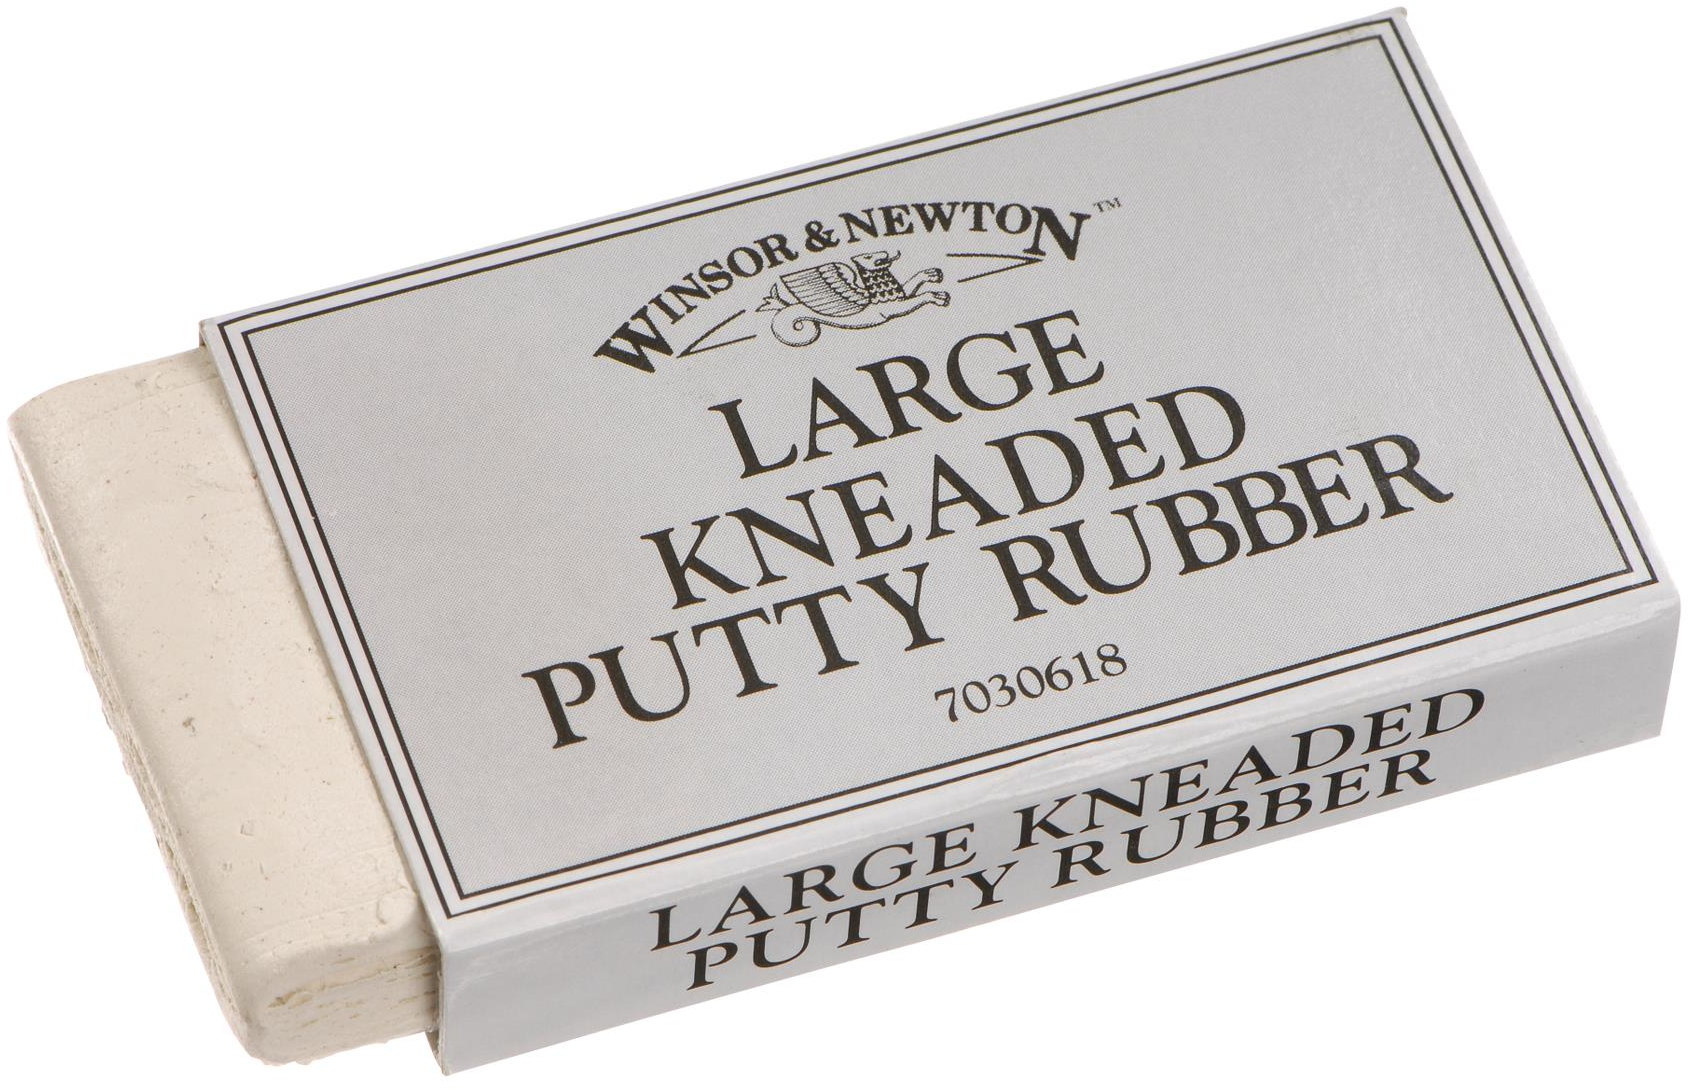 WINSOR & NEWTON™
LARGE
KNEADED
PUTTY RUBBER
7030618
LARGE KNEADED
PUTTY RUBBER